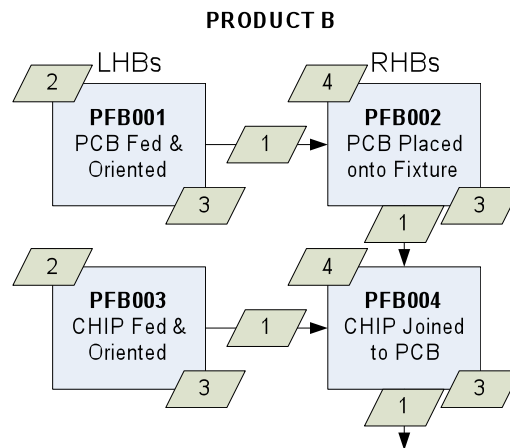 PRODUCT B
LHBs
RHBs
2
PFB001
PCB Fed &
Oriented
3
1
4
PFB002
PCB Placed
onto Fixture
3
1
2
PFB003
CHIP Fed &
Oriented
3
1
4
PFB004
CHIP Joined
to PCB
3
1